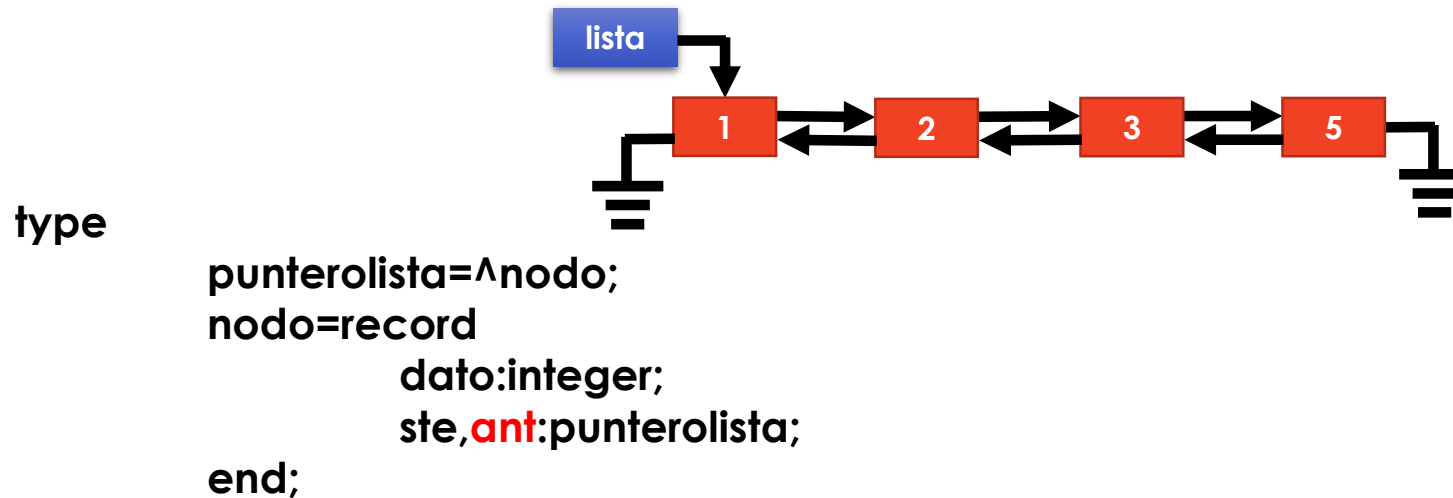 lista
1 2 3 5
type
punterolista=^nodo;
nodo=record
dato:integer;
ste,ant:punterolista;
end;